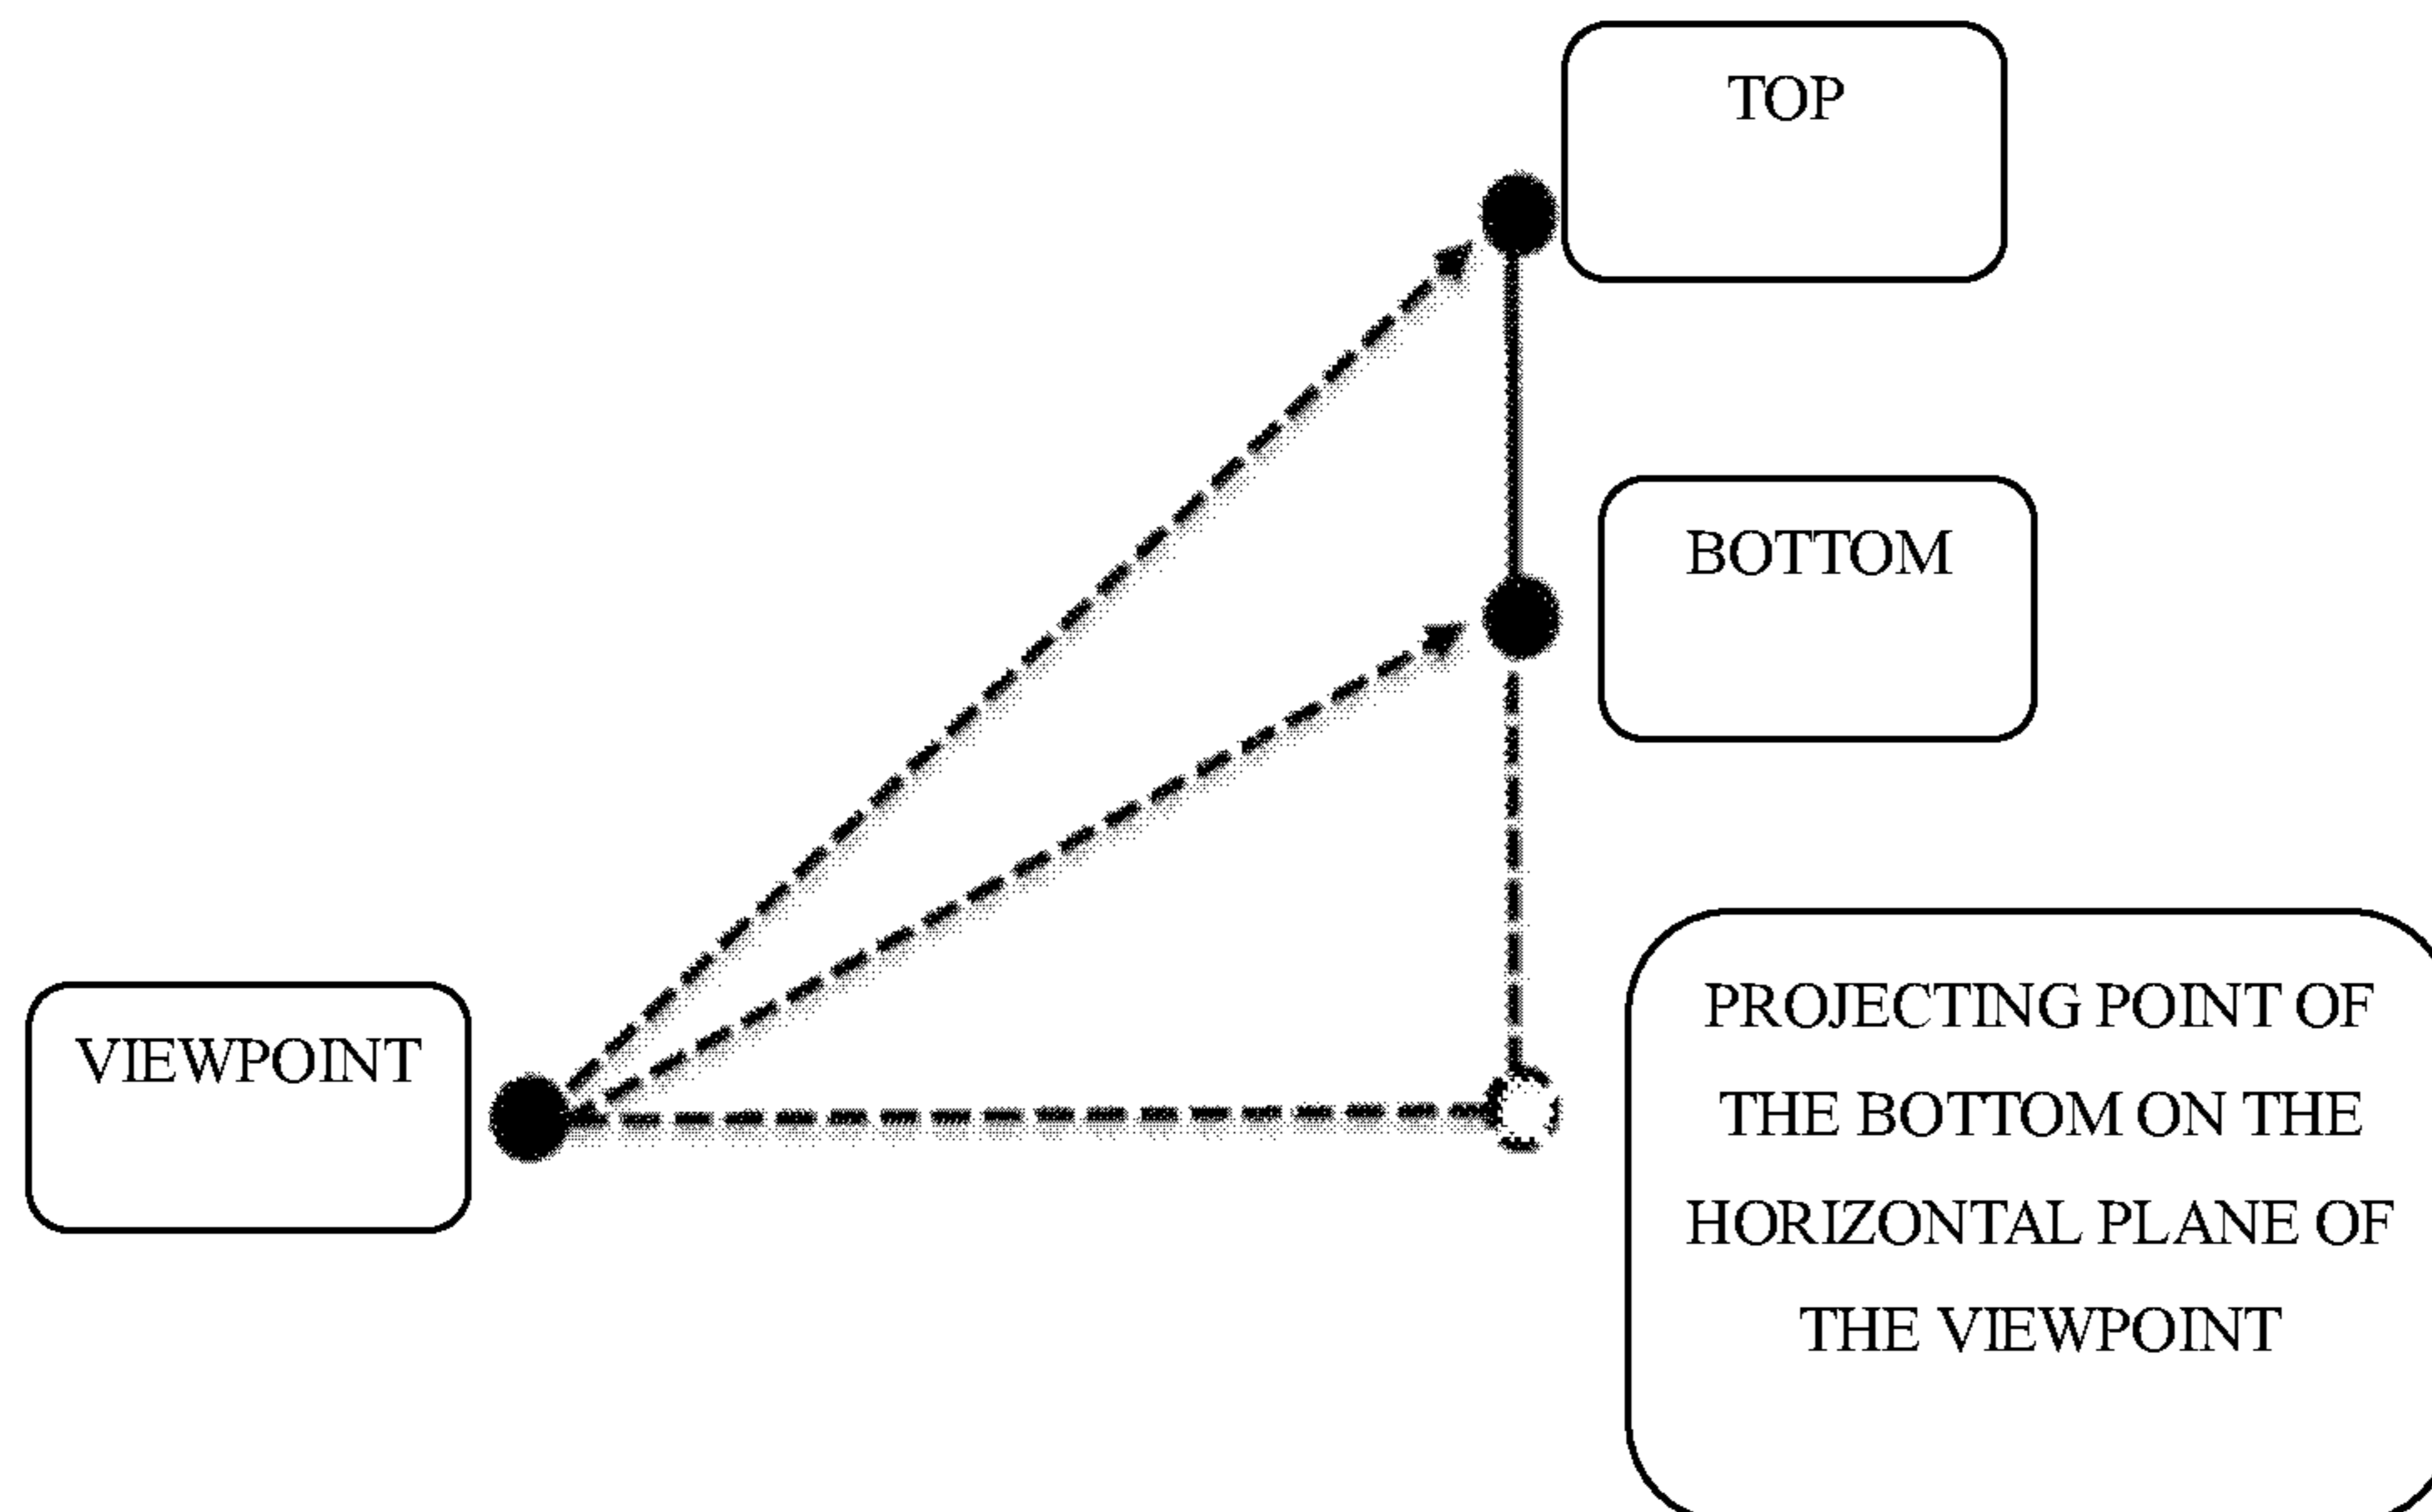 TOP
BOTTOM
VIEWPOINT
PROJECTING POINT OF
THE BOTTOM ON THE
HORIZONTAL PLANE OF
THE VIEWPOINT